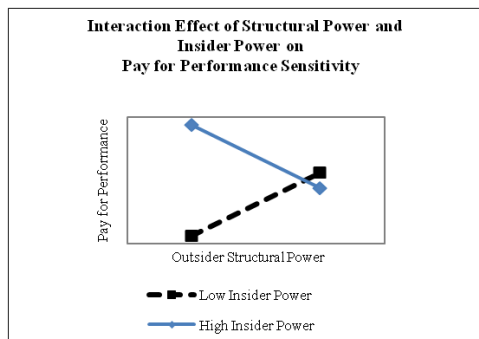 Interaction Effect of Structural Power and
Insider Power on
Pay for Performance Sensitivity
Pay for Performance
Outsider Structural Power
Low Insider Power
High Insider Power